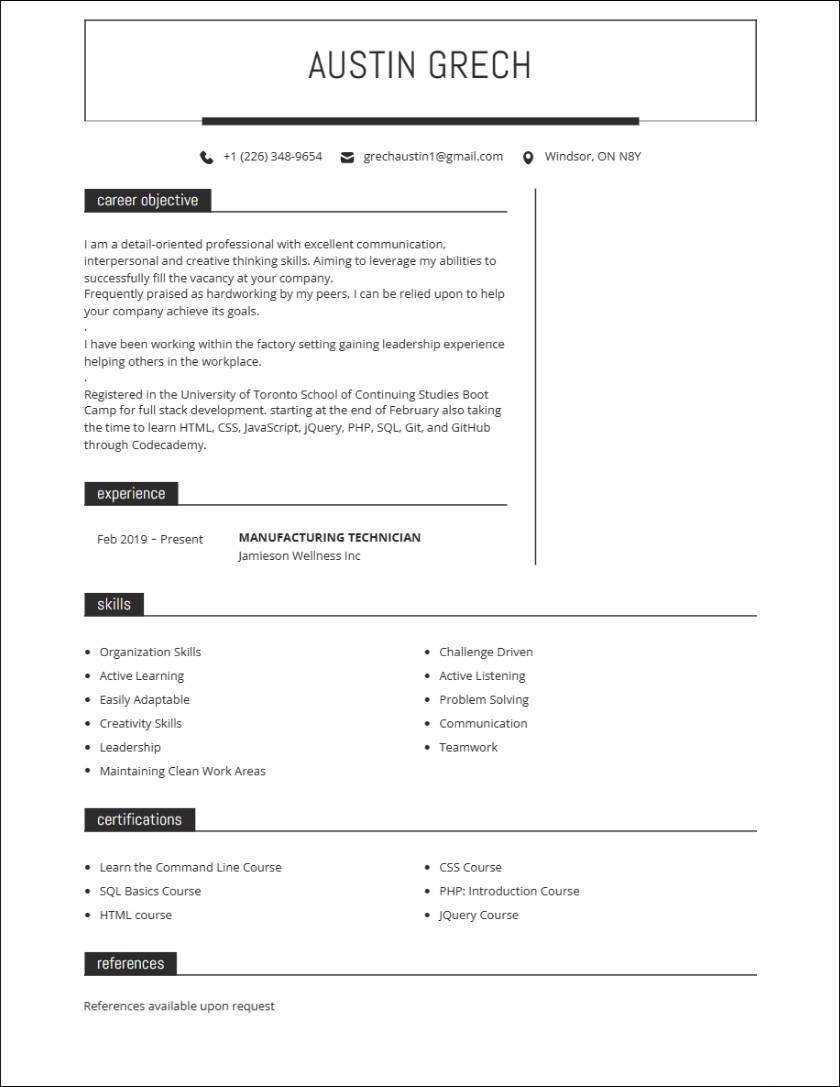 AUSTIN GRECH
+1 (226) 348-9654 grechaustin1@gmail.com Windsor, ON N8Y
career objective
I am a detail-oriented professional with excellent communication,
interpersonal and creative thinking skills. Aiming to leverage my abilities to
successfully fill the vacancy at your company.
Frequently praised as hardworking by my peers, I can be relied upon to help
your company achieve its goals.
.
I have been working within the factory setting gaining leadership experience
helping others in the workplace.
.
Registered in the University of Toronto School of Continuing Studies Boot
Camp for full stack development. starting at the end of February also taking
the time to learn HTML, CSS, JavaScript, jQuery, PHP, SQL, Git, and GitHub
through Codecademy.
experience
Feb 2019 – Present MANUFACTURING TECHNICIAN
Jamieson Wellness Inc
skills
• Organization Skills
• Active Learning
• Easily Adaptable
• Creativity Skills
• Leadership
• Maintaining Clean Work Areas
• Challenge Driven
• Active Listening
• Problem Solving
• Communication
• Teamwork
certifications
• Learn the Command Line Course
• SQL Basics Course
• HTML course
• CSS Course
• PHP: Introduction Course
• JQuery Course
references
References available upon request